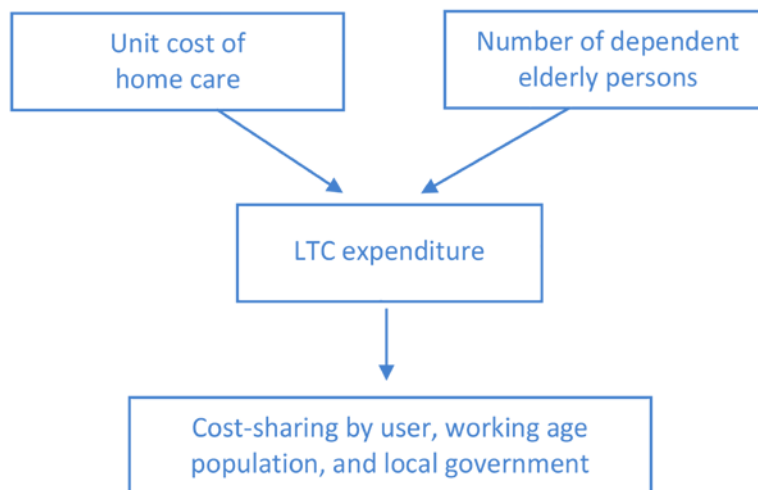 Unit cost of
home care
Number of dependent
elderly persons
LTC expenditure
Cost-sharing by user, working age
population, and local government